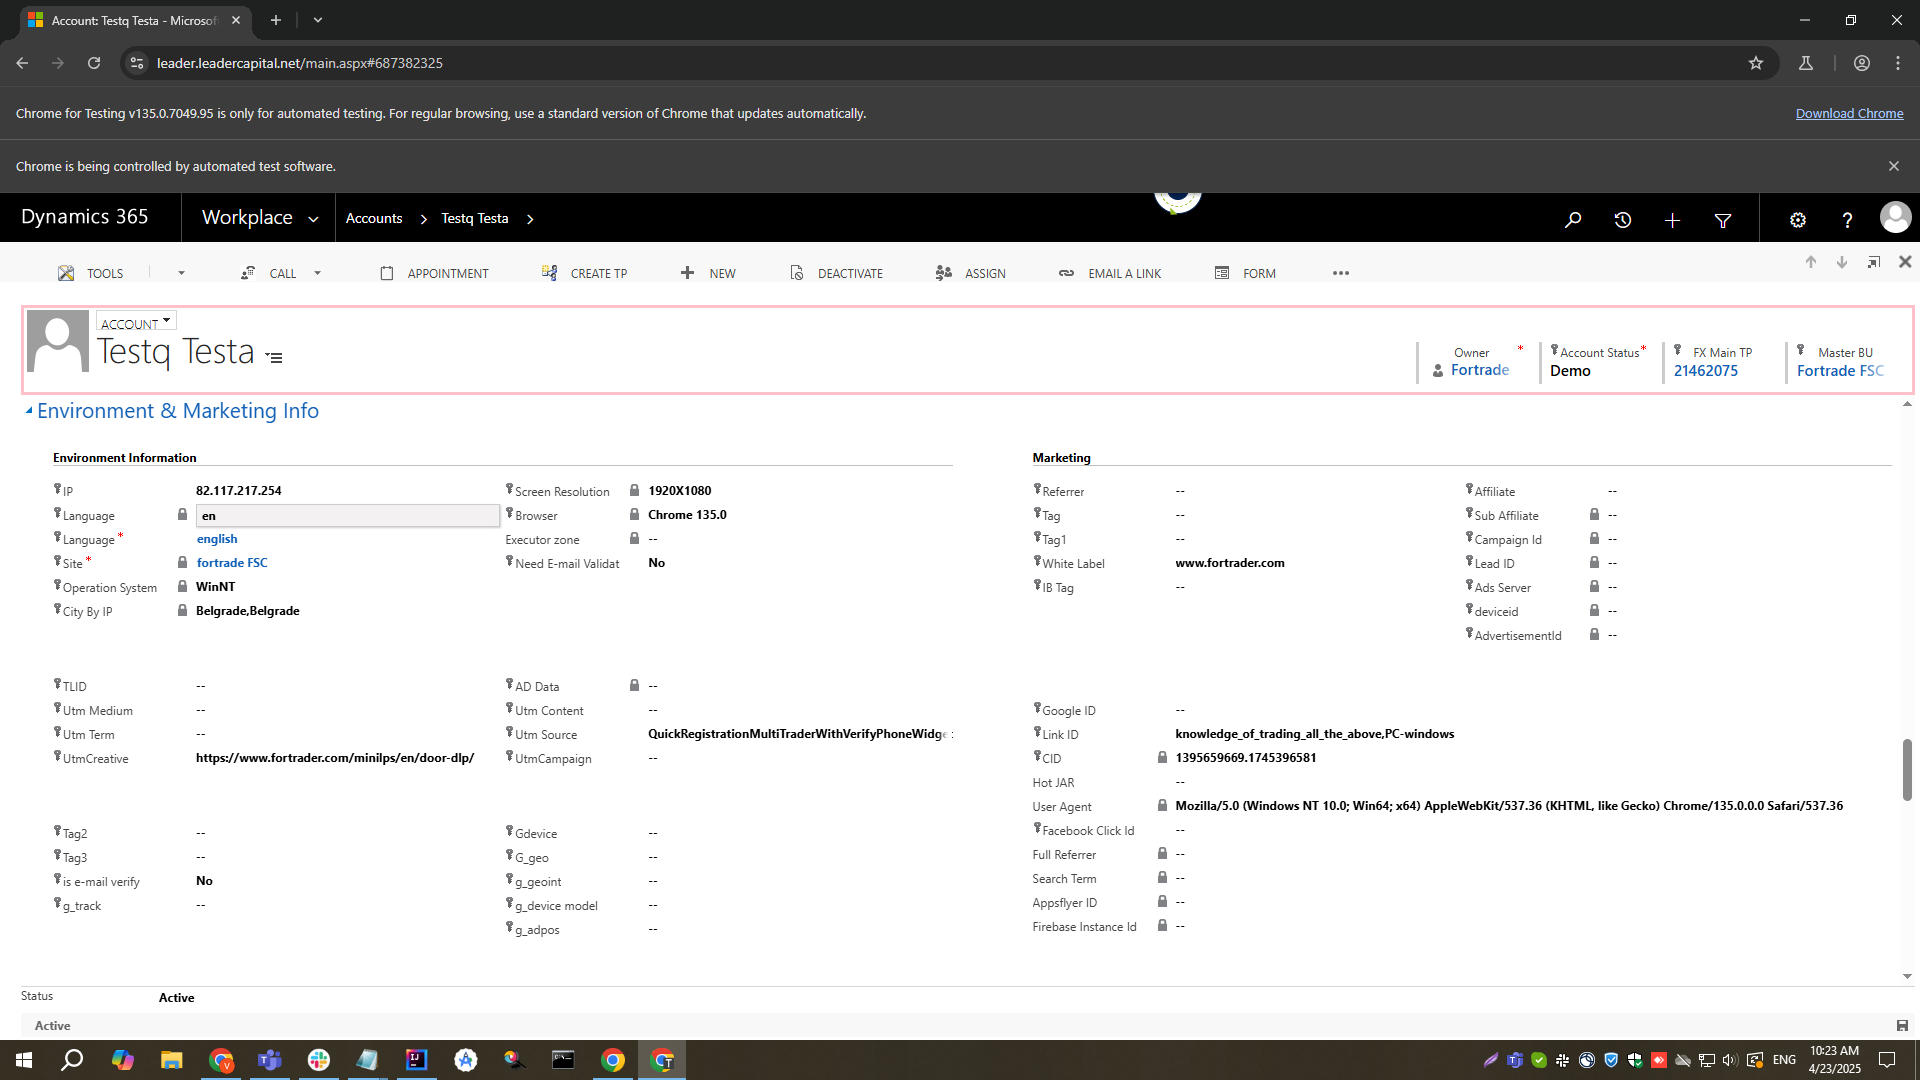 Account: Testq Testa - Microsof
leader.leadercapital.net/main.aspx#687382325
Chrome for Testing v135.0.7049.95 is only for automated testing. For regular browsing, use a standard version of Chrome that updates automatically.
Download Chrome
Chrome is being controlled by automated test software.
Dynamics 365
Workplace
Accounts
Testq Testa
TOOLS
CALL
APPOINTMENT
CREATE TP
NEW
DEACTIVATE
ASSIGN
EMAIL A LINK
FORM
ACCOUNT
Testq Testa
Owner *
Fortrade
Account Status *
Demo
FX Main TP
21462075
Master BU
Fortrade FSC
Environment & Marketing Info
Environment Information
IP 82.117.217.254
Language en
Language * english
Site * fortrade FSC
Operation System WinNT
City By IP Belgrade,Belgrade
Screen Resolution 1920X1080
Browser Chrome 135.0
Executor zone --
Need E-mail Validat No
Marketing
Referrer --
Tag --
Tag1 --
White Label www.fortrader.com
IB Tag --
Affiliate --
Sub Affiliate --
Campaign Id --
Lead ID --
Ads Server --
deviceid --
AdvertisementId --
TLID --
Utm Medium --
Utm Term --
UtmCreative https://www.fortrader.com/minilps/en/door-dlp/
AD Data --
Utm Content --
Utm Source QuickRegistrationMultiTraderWithVerifyPhoneWidge
UtmCampaign --
Google ID --
Link ID knowledge_of_trading_all_the_above,PC-windows
CID 1395659669.1745396581
Hot JAR --
User Agent Mozilla/5.0 (Windows NT 10.0; Win64; x64) AppleWebKit/537.36 (KHTML, like Gecko) Chrome/135.0.0.0 Safari/537.36
Facebook Click Id --
Full Referrer --
Search Term --
Appsflyer ID --
Firebase Instance Id --
Tag2 --
Tag3 --
is e-mail verify No
g_track --
Gdevice --
G_geo --
g_geoint --
g_device model --
g_adpos --
Status Active
Active
ENG
10:23 AM
4/23/2025